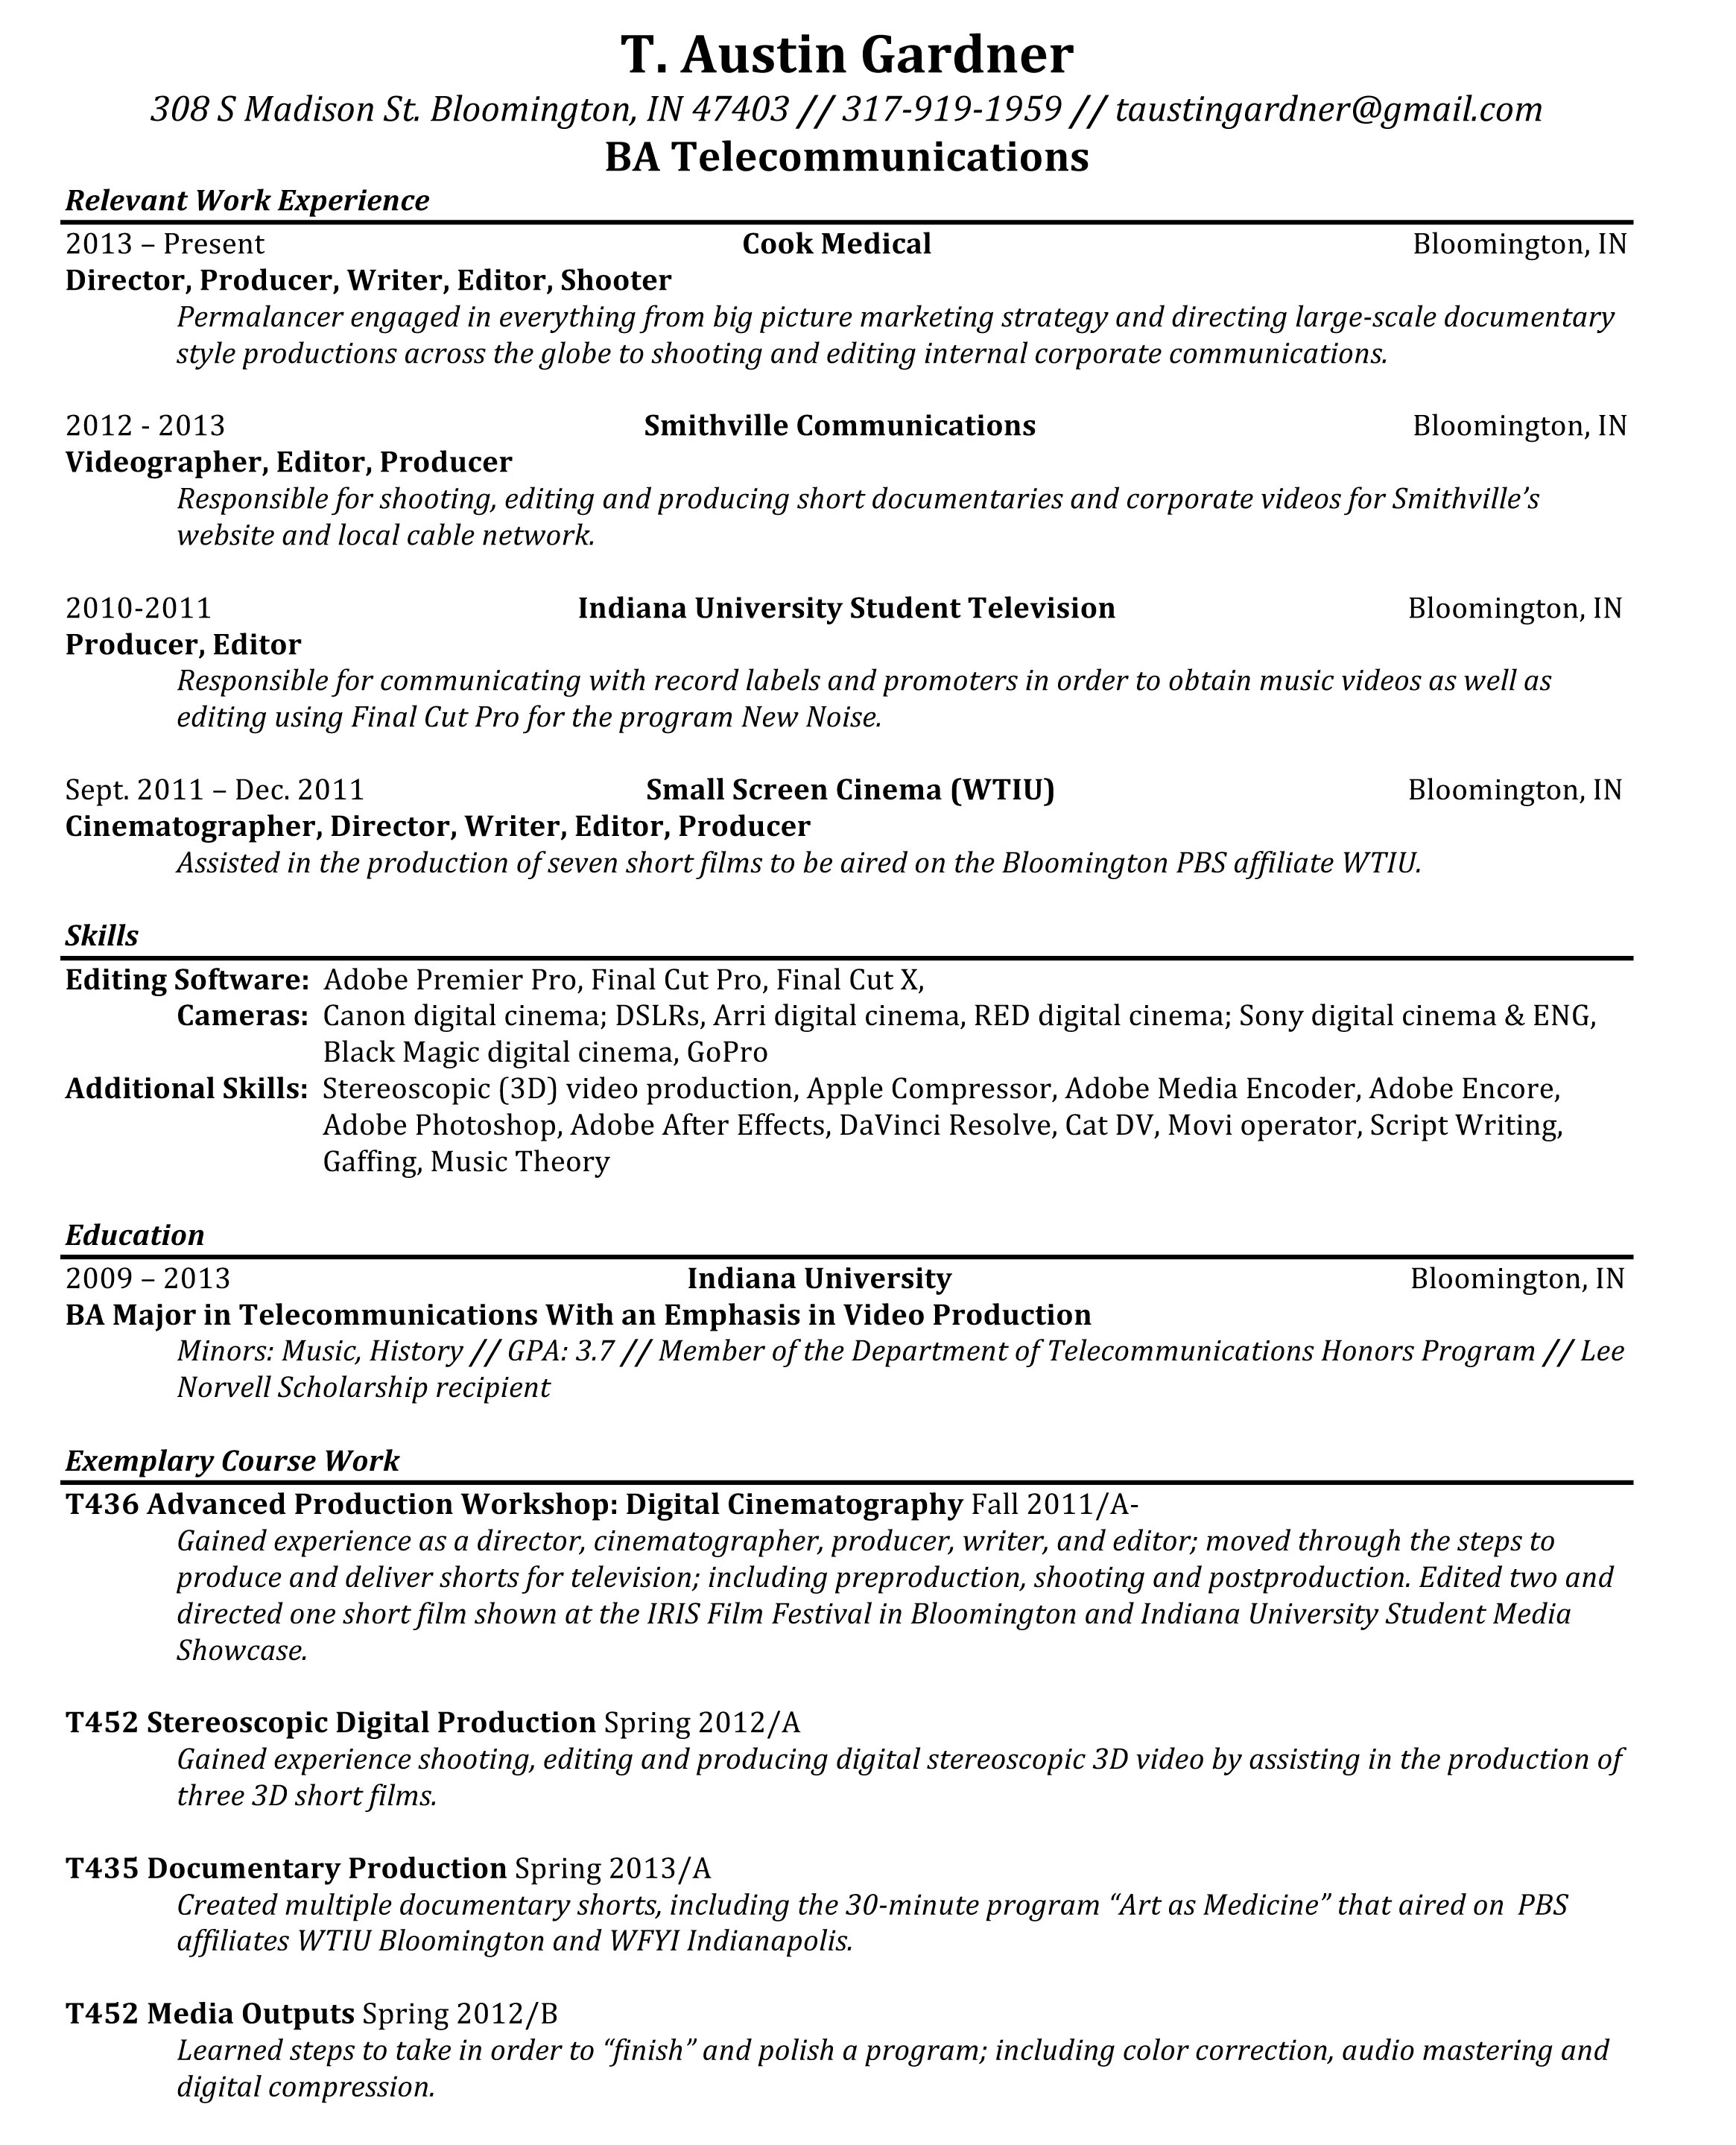 T. Austin Gardner
308 S Madison St. Bloomington, IN 47403 // 317-919-1959 // taustingardner@gmail.com
BA Telecommunications
Relevant Work Experience
2013 – Present Cook Medical Bloomington, IN
Director, Producer, Writer, Editor, Shooter
Permalancer engaged in everything from big picture marketing strategy and directing large-scale documentary
style productions across the globe to shooting and editing internal corporate communications.
2012 - 2013 Smithville Communications Bloomington, IN
Videographer, Editor, Producer
Responsible for shooting, editing and producing short documentaries and corporate videos for Smithville’s
website and local cable network.
2010-2011 Indiana University Student Television Bloomington, IN
Producer, Editor
Responsible for communicating with record labels and promoters in order to obtain music videos as well as
editing using Final Cut Pro for the program New Noise.
Sept. 2011 – Dec. 2011 Small Screen Cinema (WTIU) Bloomington, IN
Cinematographer, Director, Writer, Editor, Producer
Assisted in the production of seven short films to be aired on the Bloomington PBS affiliate WTIU.
Skills
Editing Software: Adobe Premier Pro, Final Cut Pro, Final Cut X,
Cameras: Canon digital cinema; DSLRs, Arri digital cinema, RED digital cinema; Sony digital cinema & ENG,
Black Magic digital cinema, GoPro
Additional Skills: Stereoscopic (3D) video production, Apple Compressor, Adobe Media Encoder, Adobe Encore,
Adobe Photoshop, Adobe After Effects, DaVinci Resolve, Cat DV, Movi operator, Script Writing,
Gaffing, Music Theory
Education
2009 – 2013 Indiana University Bloomington, IN
BA Major in Telecommunications With an Emphasis in Video Production
Minors: Music, History // GPA: 3.7 // Member of the Department of Telecommunications Honors Program // Lee
Norvell Scholarship recipient
Exemplary Course Work
T436 Advanced Production Workshop: Digital Cinematography Fall 2011/A-
Gained experience as a director, cinematographer, producer, writer, and editor; moved through the steps to
produce and deliver shorts for television; including preproduction, shooting and postproduction. Edited two and
directed one short film shown at the IRIS Film Festival in Bloomington and Indiana University Student Media
Showcase.
T452 Stereoscopic Digital Production Spring 2012/A
Gained experience shooting, editing and producing digital stereoscopic 3D video by assisting in the production of
three 3D short films.
T435 Documentary Production Spring 2013/A
Created multiple documentary shorts, including the 30-minute program “Art as Medicine” that aired on PBS
affiliates WTIU Bloomington and WFYI Indianapolis.
T452 Media Outputs Spring 2012/B
Learned steps to take in order to “finish” and polish a program; including color correction, audio mastering and
digital compression.